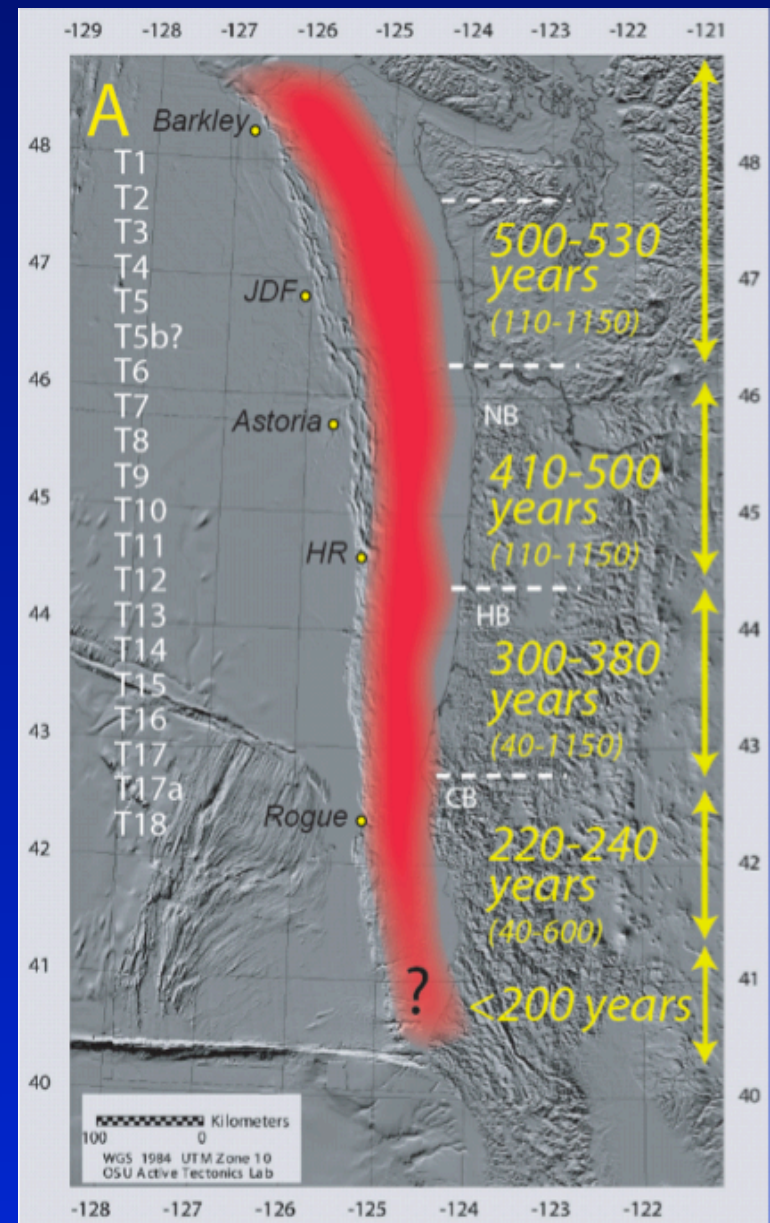 -129 -128 -127 -126 -125 -124 -123 -122 -121
A
Barkley
48
48
T1
T2
T3
T4
T5
T5b?
T6
T7
T8
T9
T10
T11
T12
T13
T14
T15
T16
T17
T17a
T18
500-530
years
(110-1150)
47
47
JDF
46
46
NB
Astoria
410-500
years
(110-1150)
45
45
HR
HB
44
44
300-380
years
(40-1150)
43
43
CB
Rogue
220-240
years
(40-600)
42
42
41
41
?
<200 years
40
40
Kilometers
100 0
WGS 1984 UTM Zone 10
OSU Active Tectonics Lab
-128 -127 -126 -125 -124 -123 -122